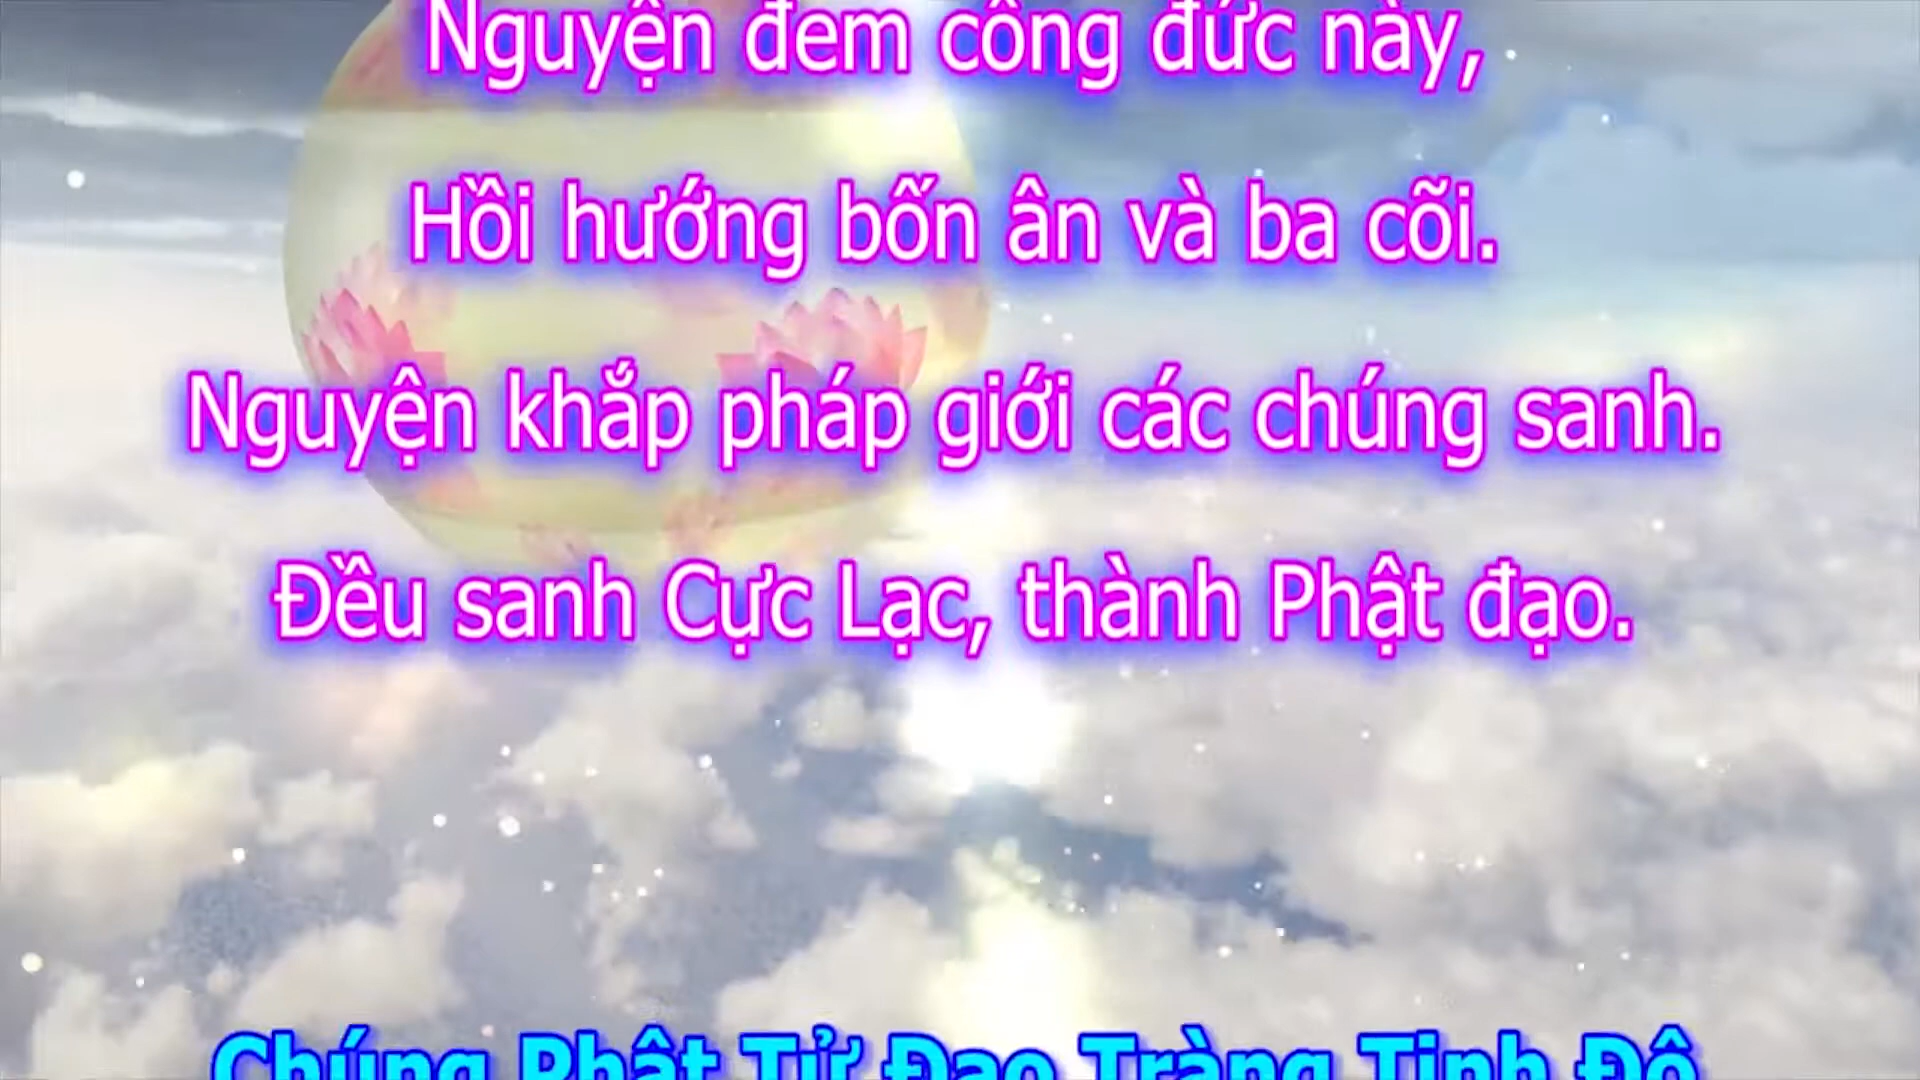 Nguyện đem công đức này,
Hồi hướng bốn ân và ba cõi.
Nguyện khắp pháp giới các chúng sanh.
Đều sanh Cực Lạc, thành Phật đạo.
Chúng Phật Tử Đạo Tràng Tịnh Độ